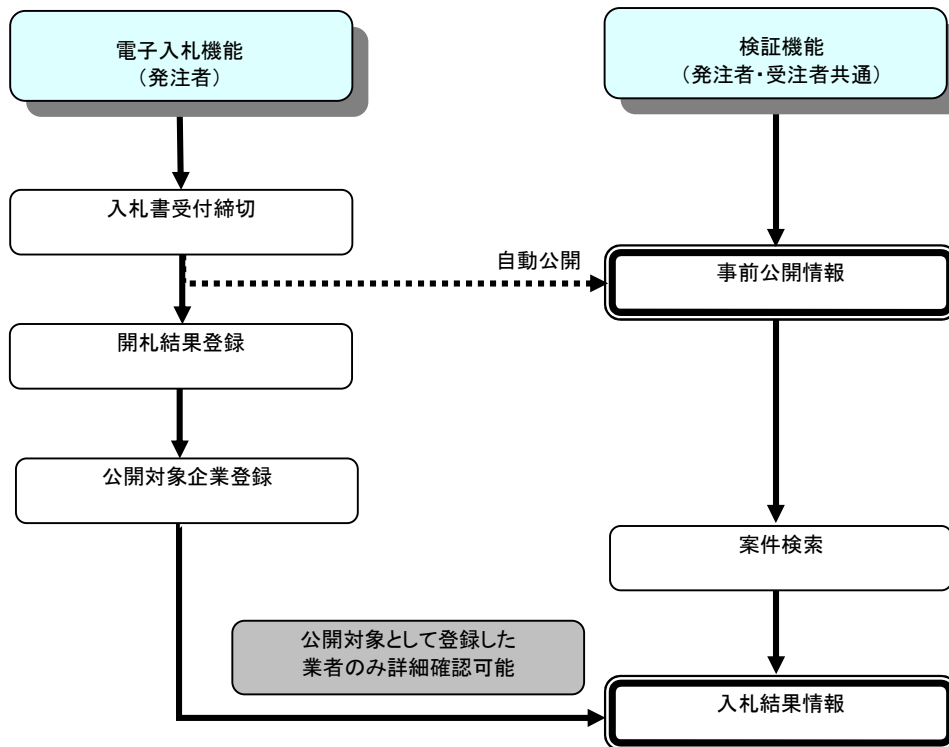 電子入札機能
（発注者）
検証機能
（発注者・受注者共通）
入札書受付締切
自動公開
事前公開情報
開札結果登録
公開対象企業登録
案件検索
公開対象として登録した
業者のみ詳細確認可能
入札結果情報